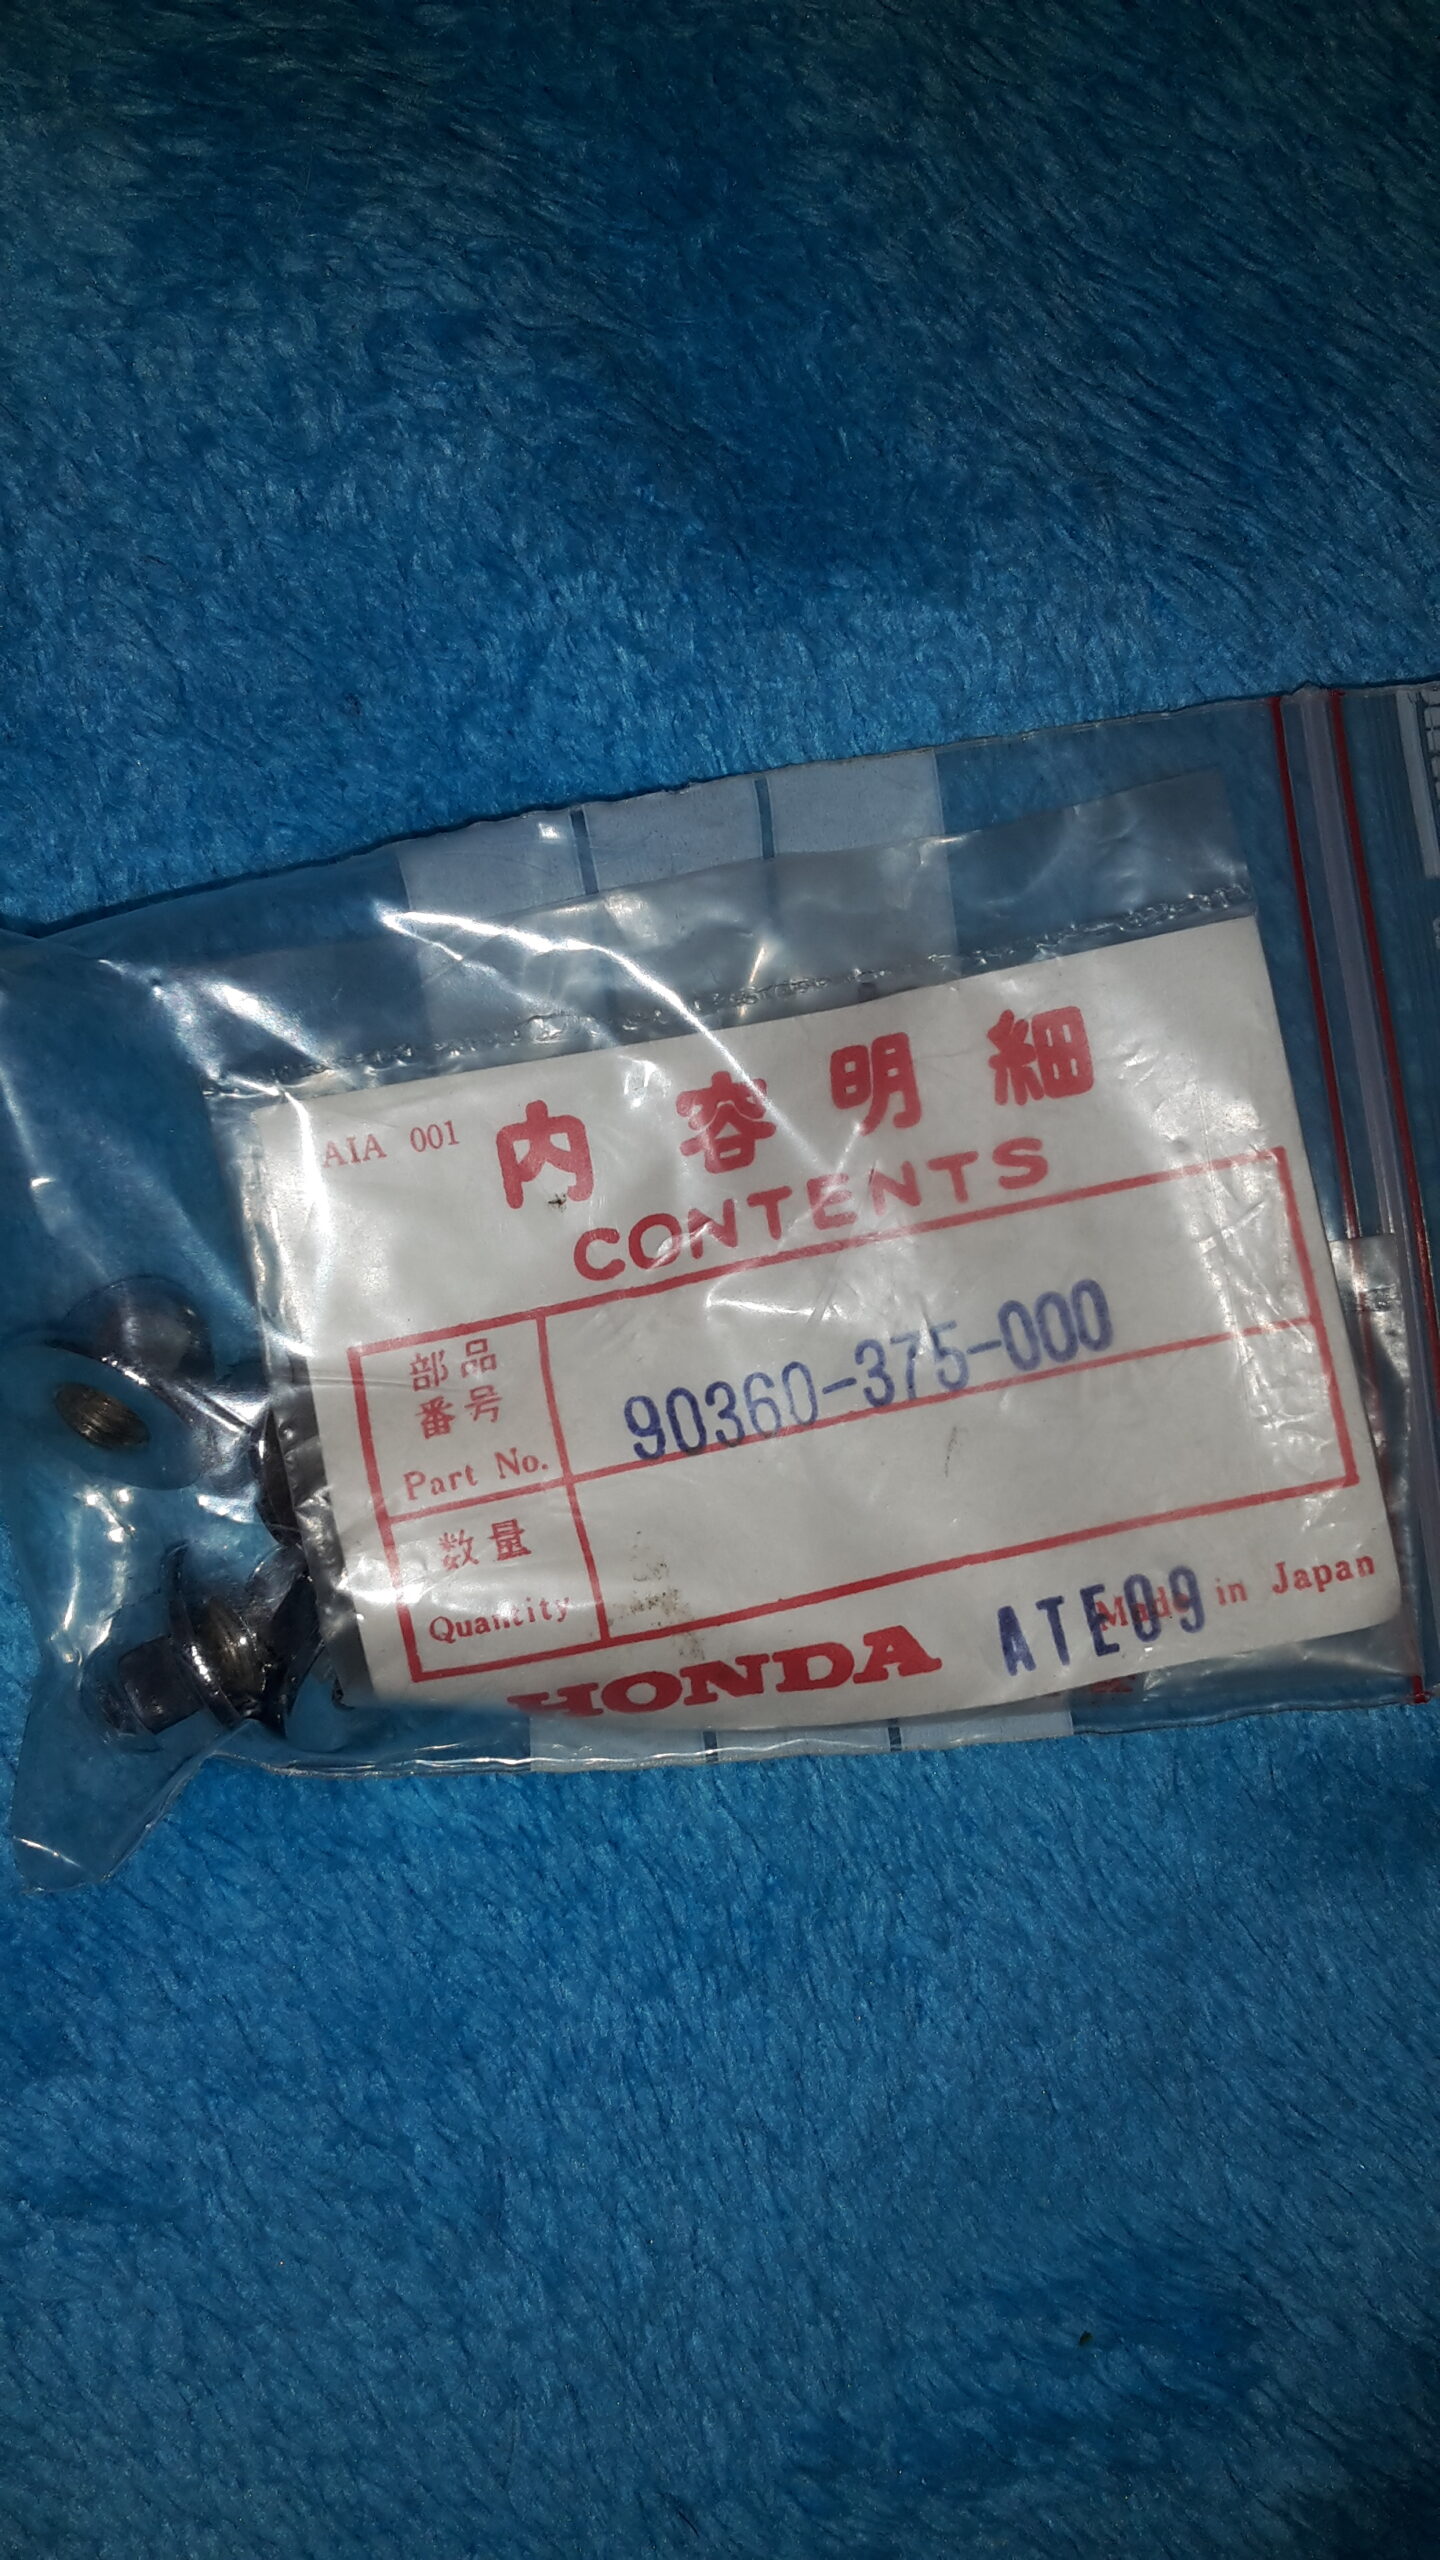 AIA 001
内容明細
CONTENTS
部品
番号
Part No.
90360-375-000
数量
Quantity
HONDA
ATE09
Made in Japan